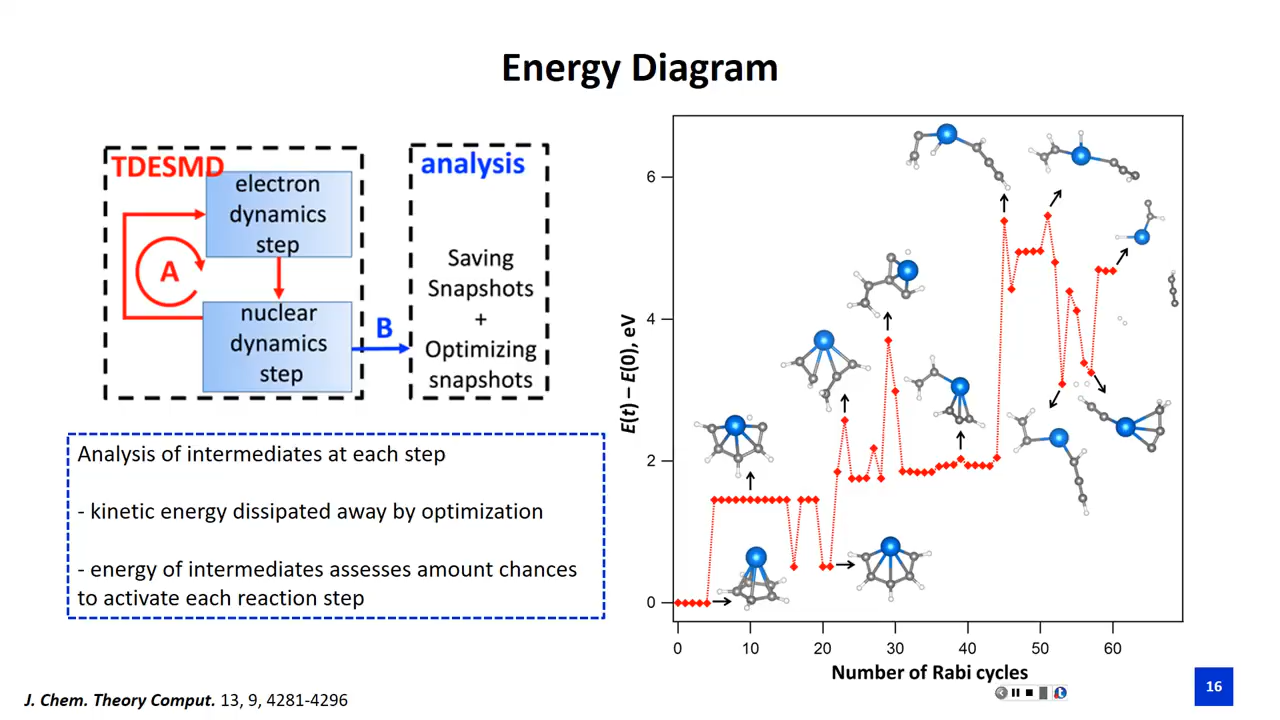 Energy Diagram
TDESMD
electron
dynamics
step
A
nuclear
dynamics
step
B
analysis
Saving
Snapshots
+
Optimizing
snapshots
Analysis of intermediates at each step
- kinetic energy dissipated away by optimization
- energy of intermediates assesses amount chances
to activate each reaction step
E(t) – E(0), eV
6
4
2
0
0 10 20 30 40 50 60
Number of Rabi cycles
J. Chem. Theory Comput. 13, 9, 4281-4296
16